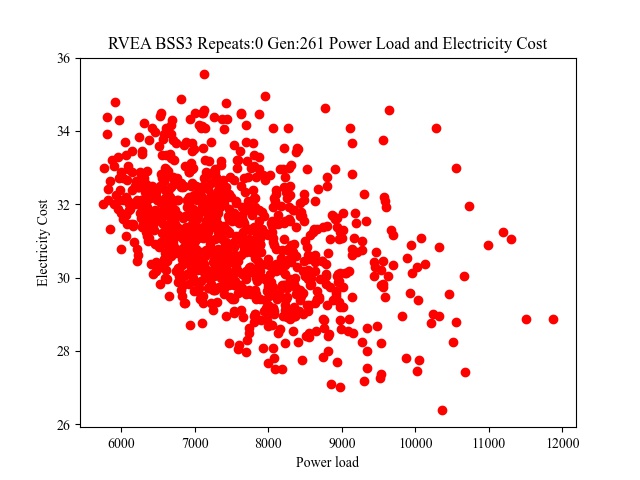 RVEA BSS3 Repeats:0 Gen:261 Power Load and Electricity Cost
36
34
32
30
28
26
Electricity Cost
6000 7000 8000 9000 10000 11000 12000
Power load